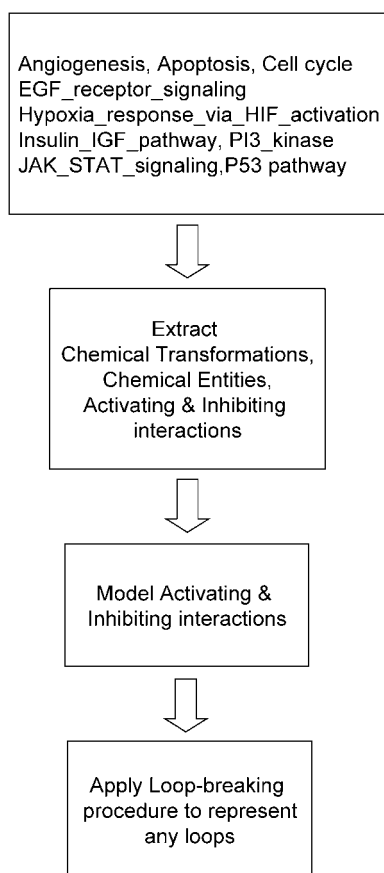 Angiogenesis, Apoptosis, Cell cycle
EGF_receptor_signaling
Hypoxia_response_via_HIF_activation
Insulin_IGF_pathway, PI3_kinase
JAK_STAT_signaling,P53 pathway
Extract
Chemical Transformations,
Chemical Entities,
Activating & Inhibiting
interactions
Model Activating &
Inhibiting interactions
Apply Loop-breaking
procedure to represent
any loops